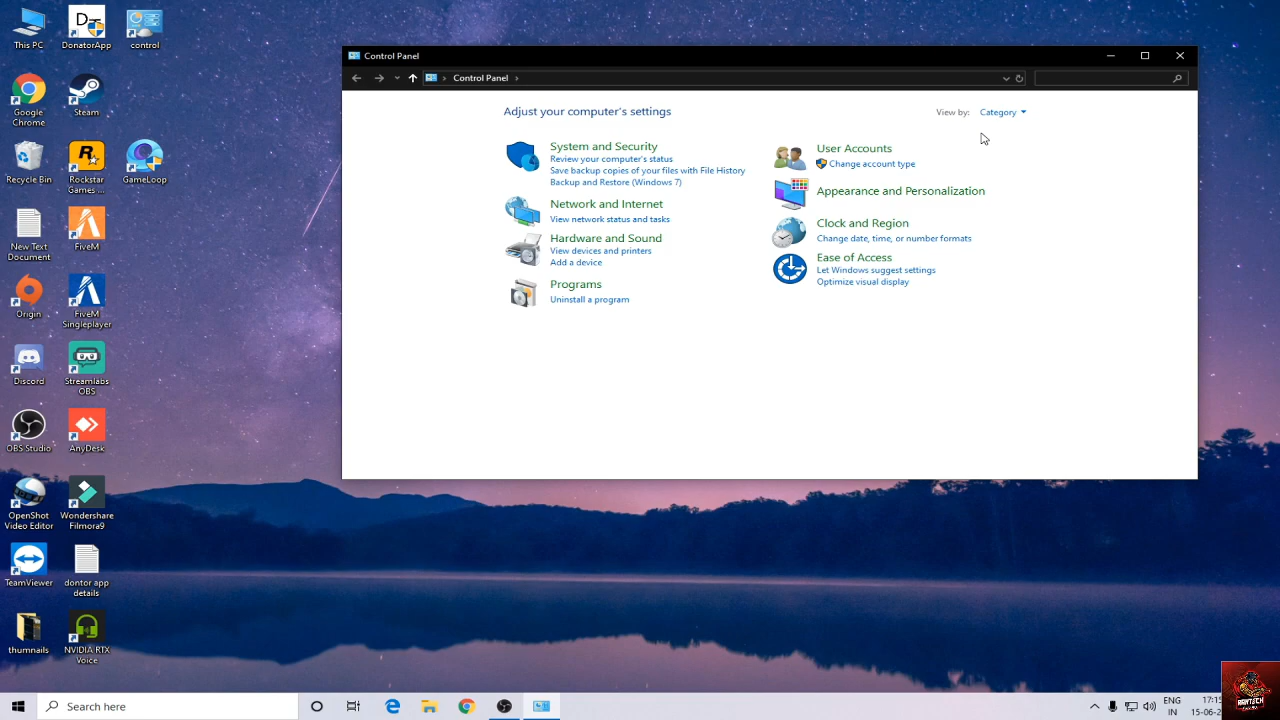 This PC
DonatorApp
control
Google
Chrome
Steam
Recycle Bin
Rockstar
Games ...
GameLoop
New Text
Document
FiveM
Origin
FiveM
Singleplayer
Discord
Streamlabs
OBS
OBS Studio
AnyDesk
OpenShot
Video Editor
Wondershare
Filmora9
TeamViewer
dontor app
details
thumnails
NVIDIA RTX
Voice
Control Panel
Control Panel
Adjust your computer's settings
View by: Category
System and Security
Review your computer's status
Save backup copies of your files with File History
Backup and Restore (Windows 7)
Network and Internet
View network status and tasks
Hardware and Sound
View devices and printers
Add a device
Programs
Uninstall a program
User Accounts
Change account type
Appearance and Personalization
Clock and Region
Change date, time, or number formats
Ease of Access
Let Windows suggest settings
Optimize visual display
Search here
ENG
IN
17:15
15-06-2